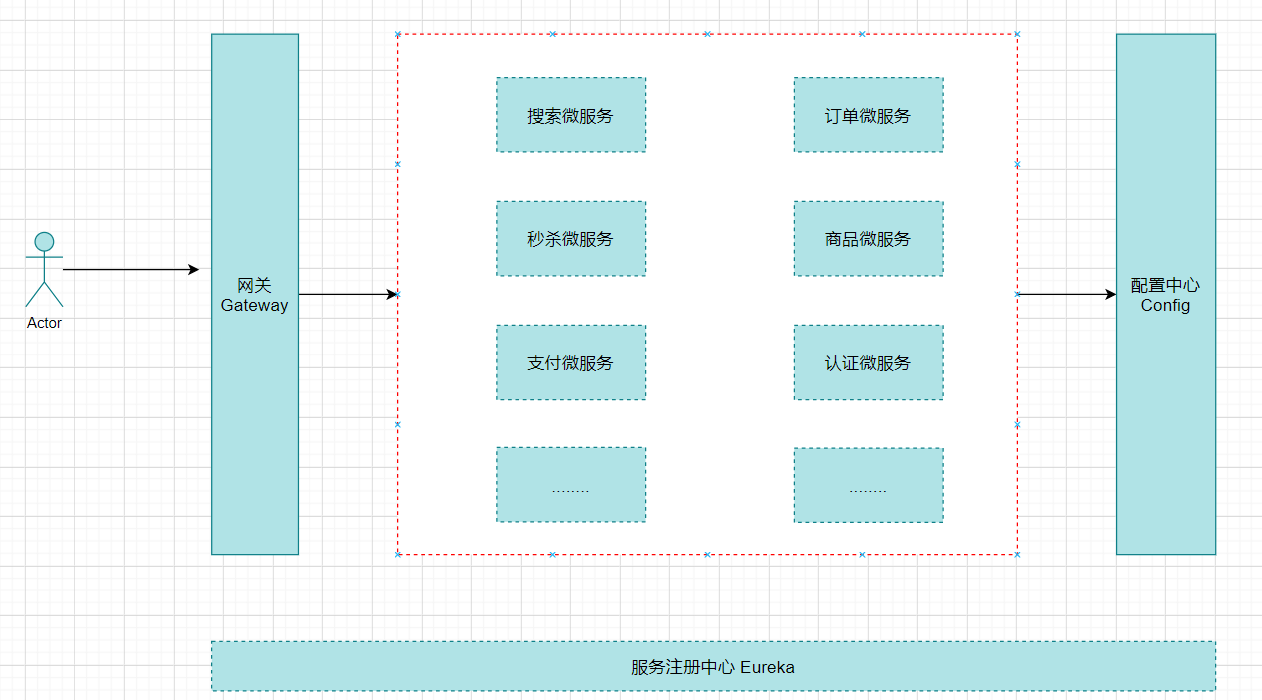 搜索微服务
订单微服务
秒杀微服务
商品微服务
网关
Gateway
配置中心
Config
Actor
支付微服务
认证微服务
........
........
服务注册中心 Eureka